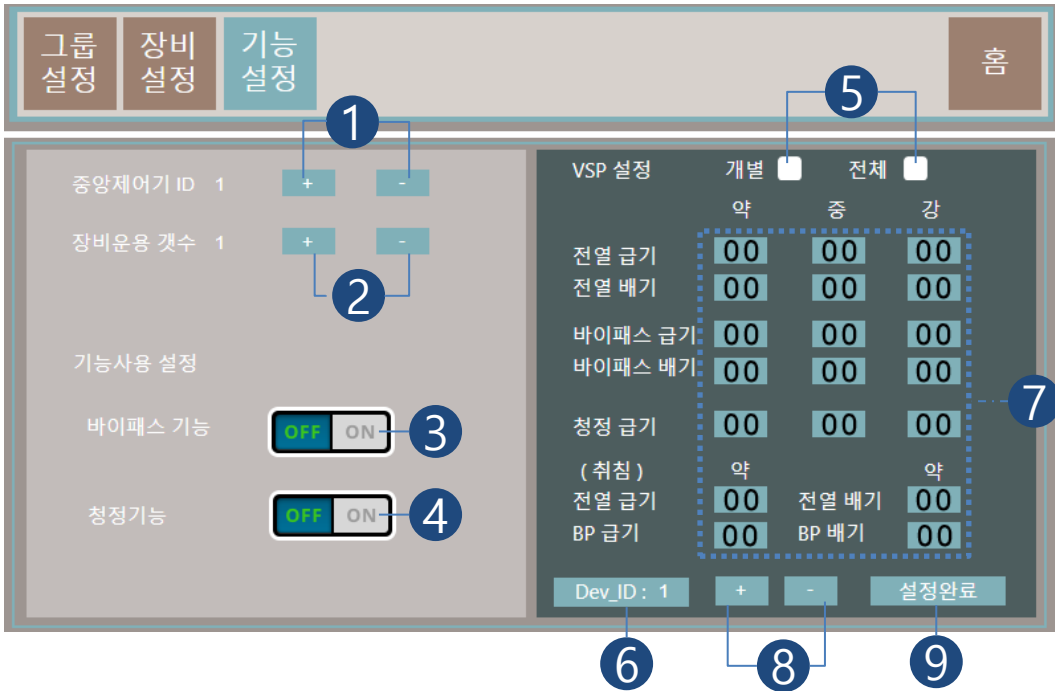 그룹 설정
장비 설정
기능 설정
홈
1
5
중앙제어기 ID 1 + -
장비운용 갯수 1 + -
2
기능사용 설정
바이패스 기능 OFF ON 3
청정기능 OFF ON 4
VSP 설정 개별 전체
약 중 강
전열 급기 00 00 00
전열 배기 00 00 00
바이패스 급기 00 00 00
바이패스 배기 00 00 00
7
청정 급기 00 00 00
( 취침 ) 약 약
전열 급기 00 전열 배기 00
BP 급기 00 BP 배기 00
Dev_ID : 1 + - 설정완료
6 8 9